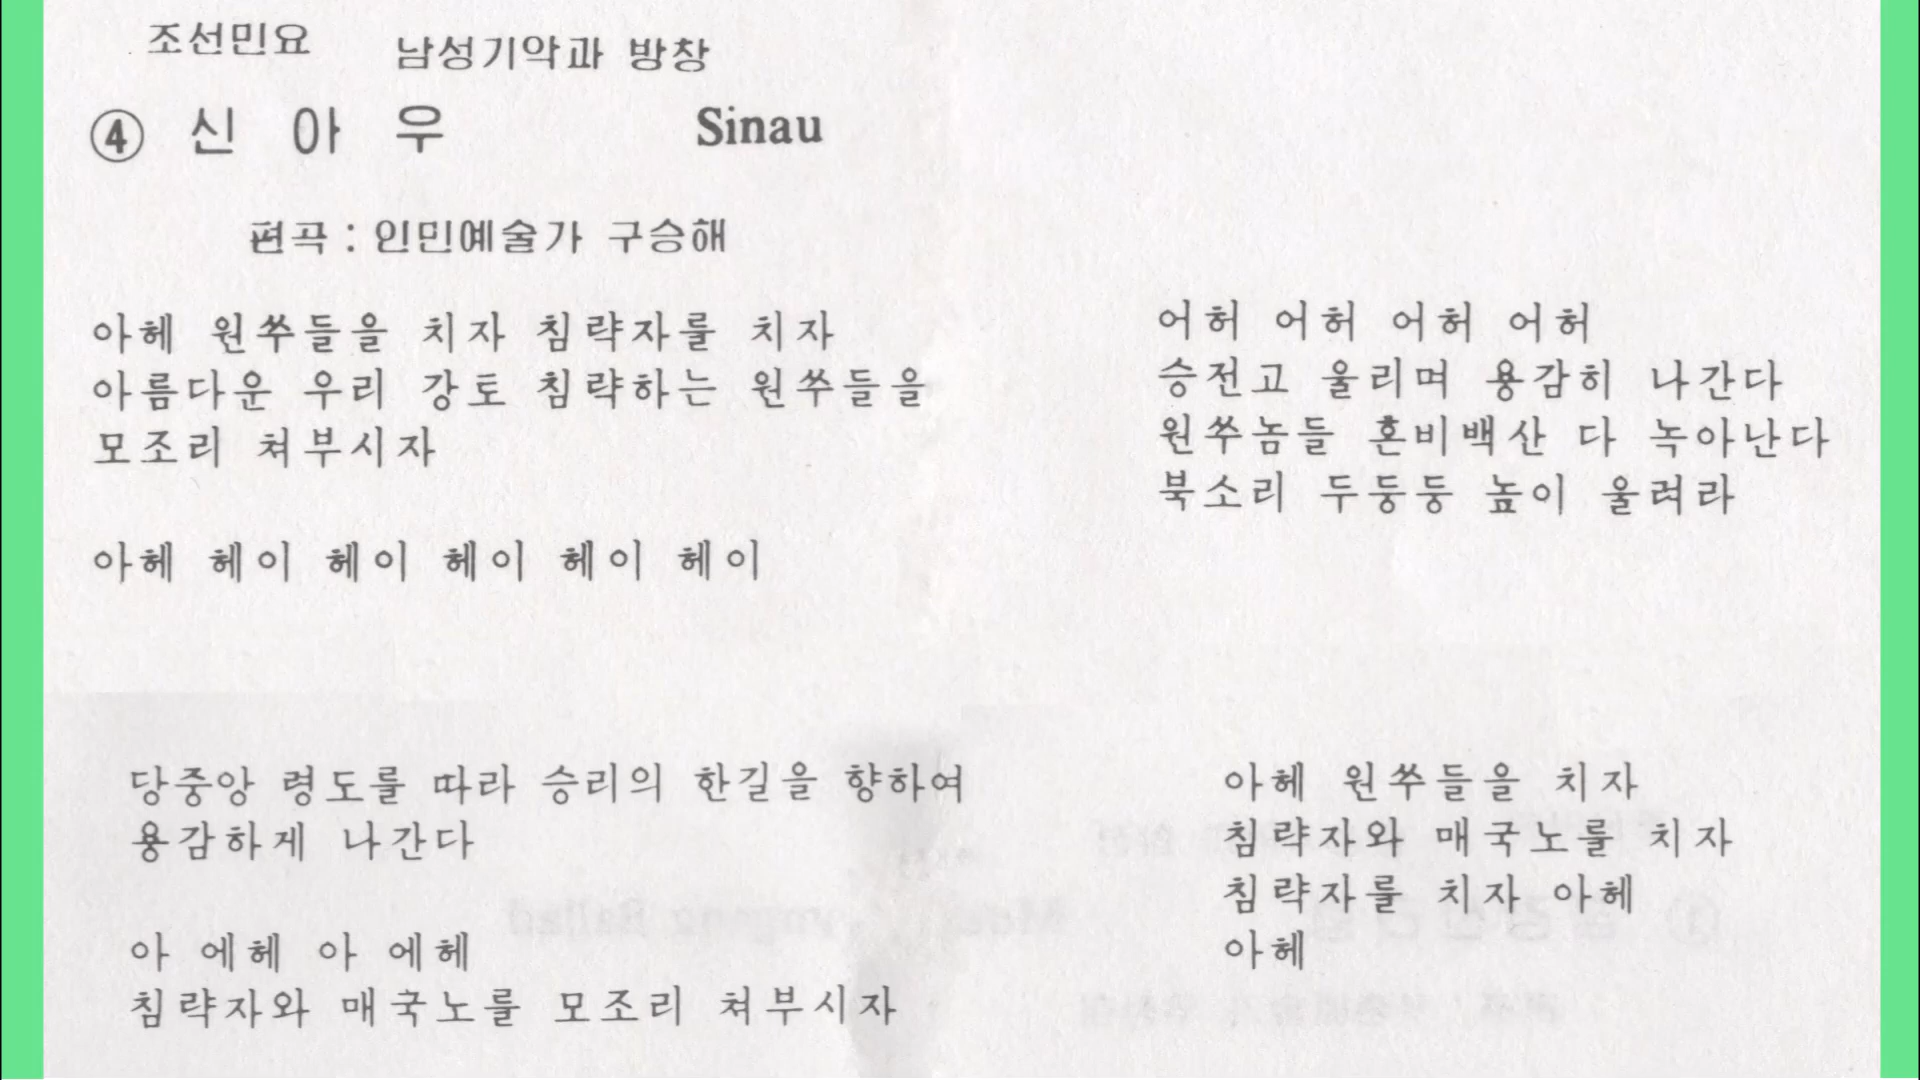 조선민요 남성기악과 방창
④ 신 아 우 Sinau
편곡 : 인민예술가 구승해
아헤 원쑤들을 치자 침략자를 치자
아름다운 우리 강토 침략하는 원쑤들을
모조리 쳐부시자
아헤 헤이 헤이 헤이 헤이 헤이
어허 어허 어허 어허
승전고 울리며 용감히 나간다
원쑤놈들 혼비백산 다 녹아난다
북소리 두둥둥 높이 울려라
당중앙 령도를 따라 승리의 한길을 향하여
용감하게 나간다
아 에헤 아 에헤
침략자와 매국노를 모조리 쳐부시자
아헤 원쑤들을 치자
침략자와 매국노를 치자
침략자를 치자 아헤
아헤